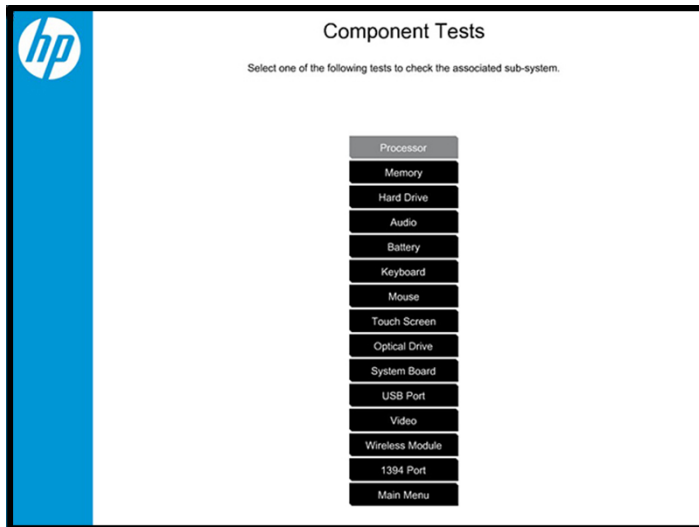 hp
Component Tests
Select one of the following tests to check the associated sub-system.
Processor
Memory
Hard Drive
Audio
Battery
Keyboard
Mouse
Touch Screen
Optical Drive
System Board
USB Port
Video
Wireless Module
1394 Port
Main Menu